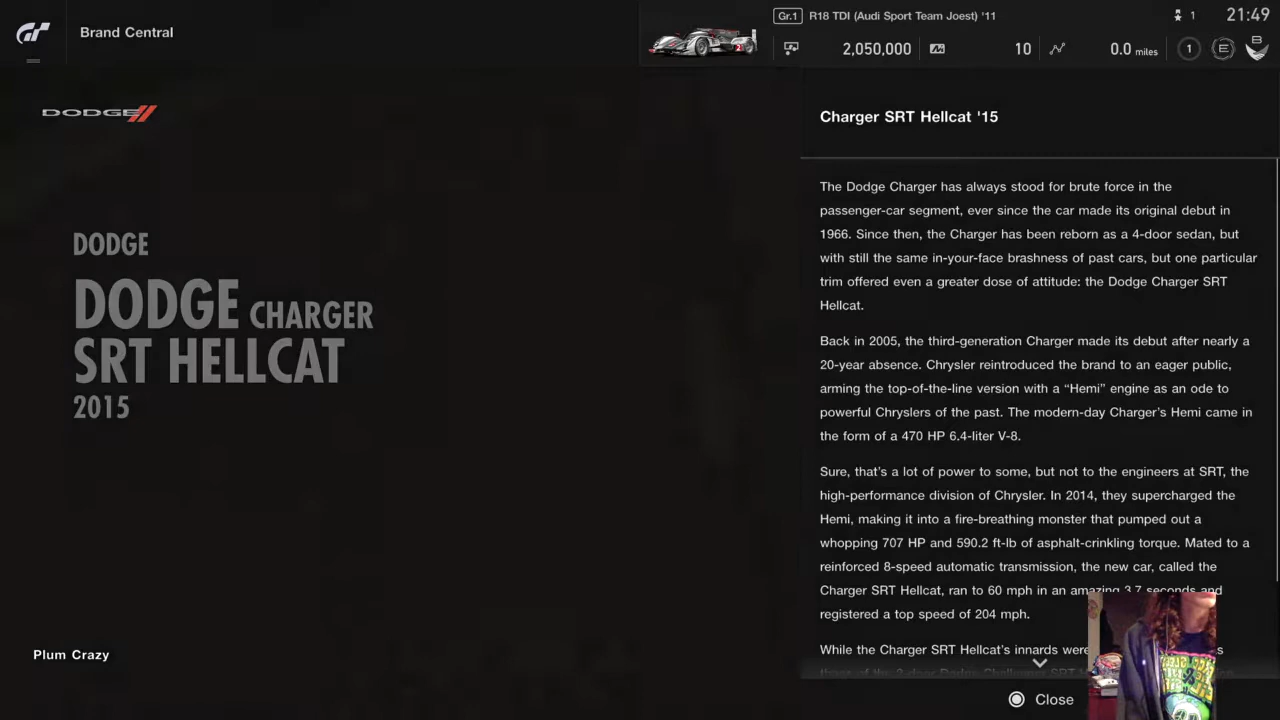 Brand Central
Gr.1 R18 TDI (Audi Sport Team Joest) '11
1
21:49
2,050,000
10
0.0 miles
1
E
B
DODGE
Charger SRT Hellcat '15
DODGE
DODGE CHARGER
SRT HELLCAT
2015
Plum Crazy
The Dodge Charger has always stood for brute force in the
passenger-car segment, ever since the car made its original debut in
1966. Since then, the Charger has been reborn as a 4-door sedan, but
with still the same in-your-face brashness of past cars, but one particular
trim offered even a greater dose of attitude: the Dodge Charger SRT
Hellcat.
Back in 2005, the third-generation Charger made its debut after nearly a
20-year absence. Chrysler reintroduced the brand to an eager public,
arming the top-of-the-line version with a “Hemi” engine as an ode to
powerful Chryslers of the past. The modern-day Charger’s Hemi came in
the form of a 470 HP 6.4-liter V-8.
Sure, that’s a lot of power to some, but not to the engineers at SRT, the
high-performance division of Chrysler. In 2014, they supercharged the
Hemi, making it into a fire-breathing monster that pumped out a
whopping 707 HP and 590.2 ft-lb of asphalt-crinkling torque. Mated to a
reinforced 8-speed automatic transmission, the new car, called the
Charger SRT Hellcat, ran to 60 mph in an amazing 3.7 seconds and
registered a top speed of 204 mph.
While the Charger SRT Hellcat’s innards were
those of the 2-door Dodge Challenger SRT
Close